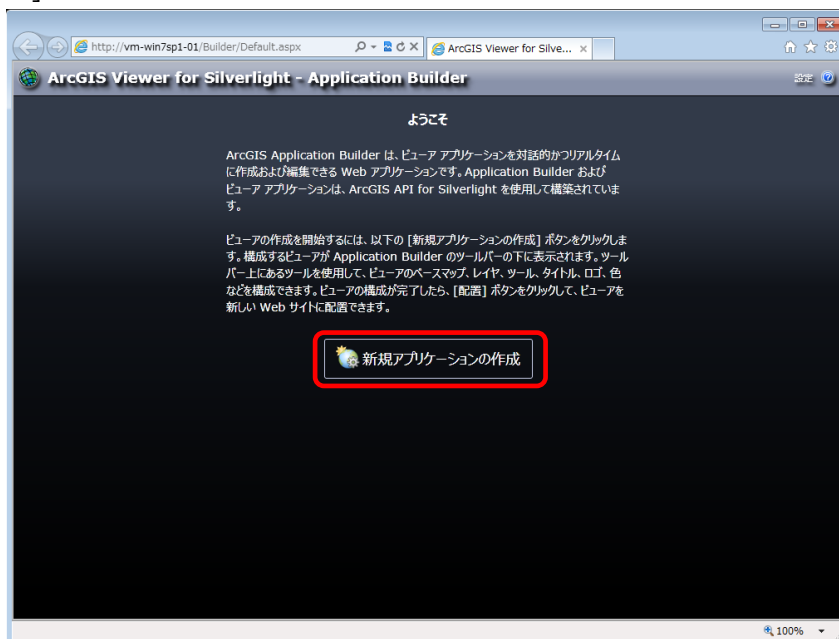 http://vm-win7sp1-01/Builder/Default.aspx
ArcGIS Viewer for Silve...
ArcGIS Viewer for Silverlight - Application Builder
設定
ようこそ
ArcGIS Application Builder は、ビューア アプリケーションを対話的かつリアルタイム
に作成および編集できる Web アプリケーションです。Application Builder および
ビューア アプリケーションは、ArcGIS API for Silverlight を使用して構築されていま
す。
ビューアの作成を開始するには、以下の [新規アプリケーションの作成] ボタンをクリックしま
す。構成するビューアが Application Builder のツールバーの下に表示されます。ツール
バー上にあるツールを使用して、ビューアのベースマップ、レイヤ、ツール、タイトル、ロゴ、色
などを構成できます。ビューアの構成が完了したら、[配置] ボタンをクリックして、ビューアを
新しい Web サイトに配置できます。
新規アプリケーションの作成
100%